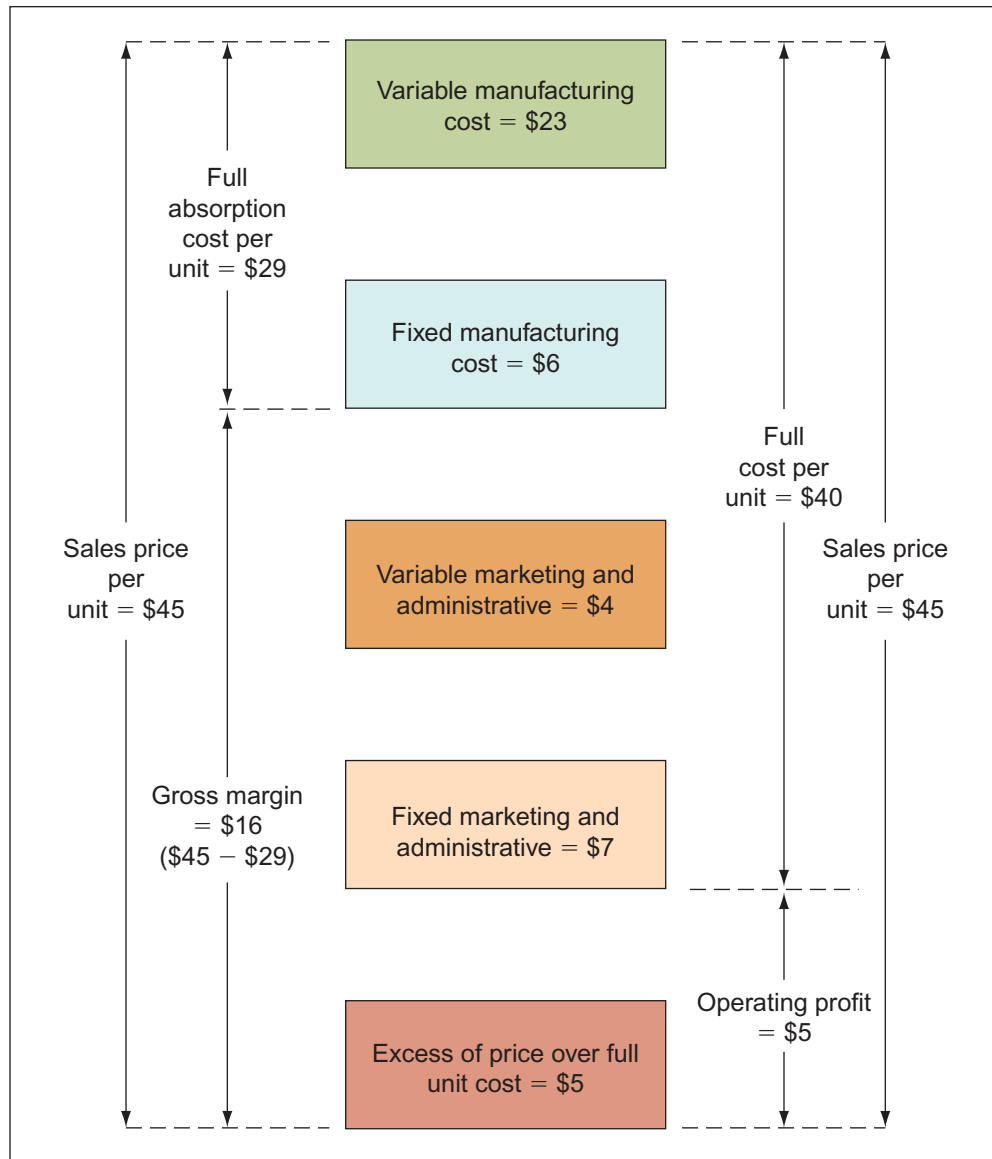 Variable manufacturing
cost = $23
Full
absorption
cost per
unit = $29
Fixed manufacturing
cost = $6
Full
cost per
unit = $40
Sales price
per
unit = $45
Variable marketing and
administrative = $4
Sales price
per
unit = $45
Gross margin
= $16
($45 − $29)
Fixed marketing and
administrative = $7
Operating profit
= $5
Excess of price over full
unit cost = $5